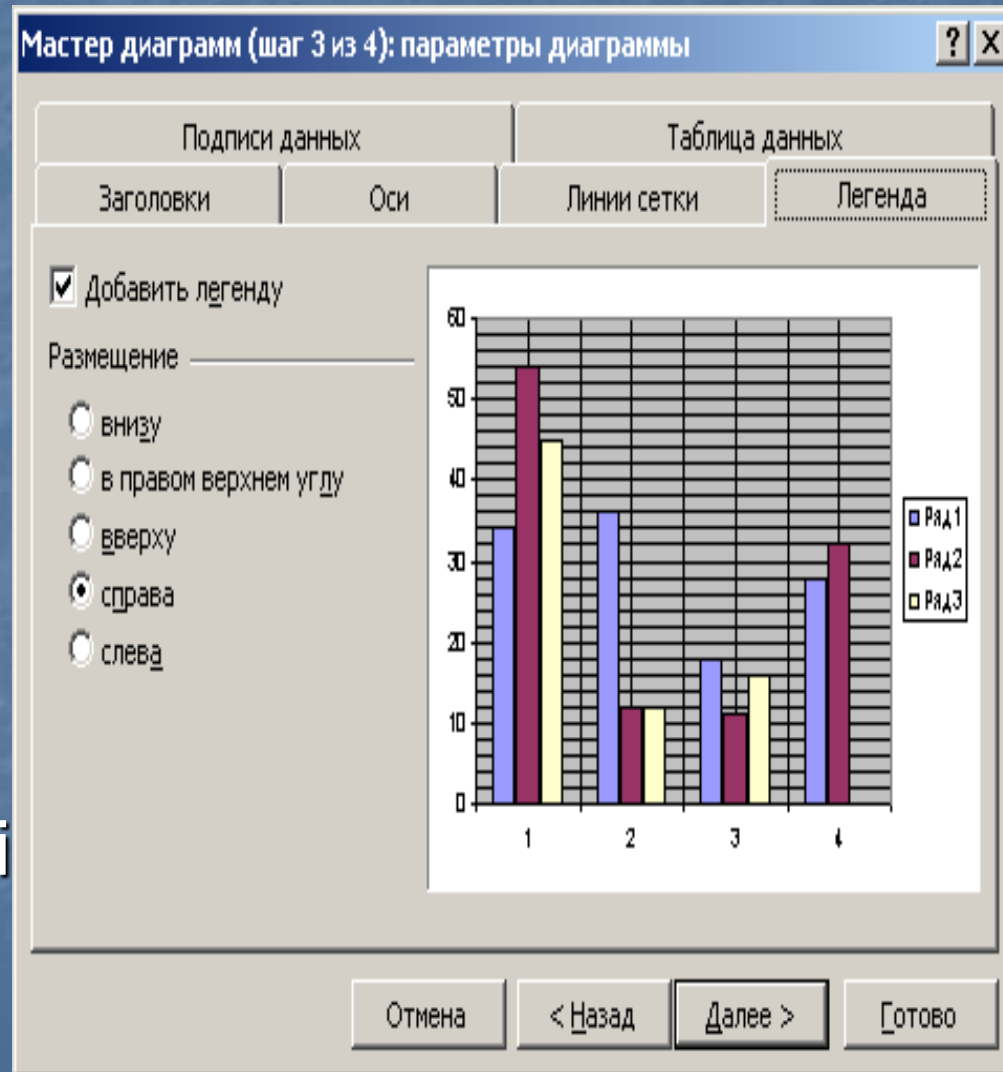 Мастер диаграмм (шаг 3 из 4): параметры диаграммы
Подписи данных
Таблица данных
Заголовки
Оси
Линии сетки
Легенда
Добавить легенду
Размещение
внизу
в правом верхнем углу
вверху
справа
слева
60
50
40
30
20
10
0
1
2
3
4
Ряд1
Ряд2
Ряд3
ї
Отмена
< Назад
Далее >
Готово